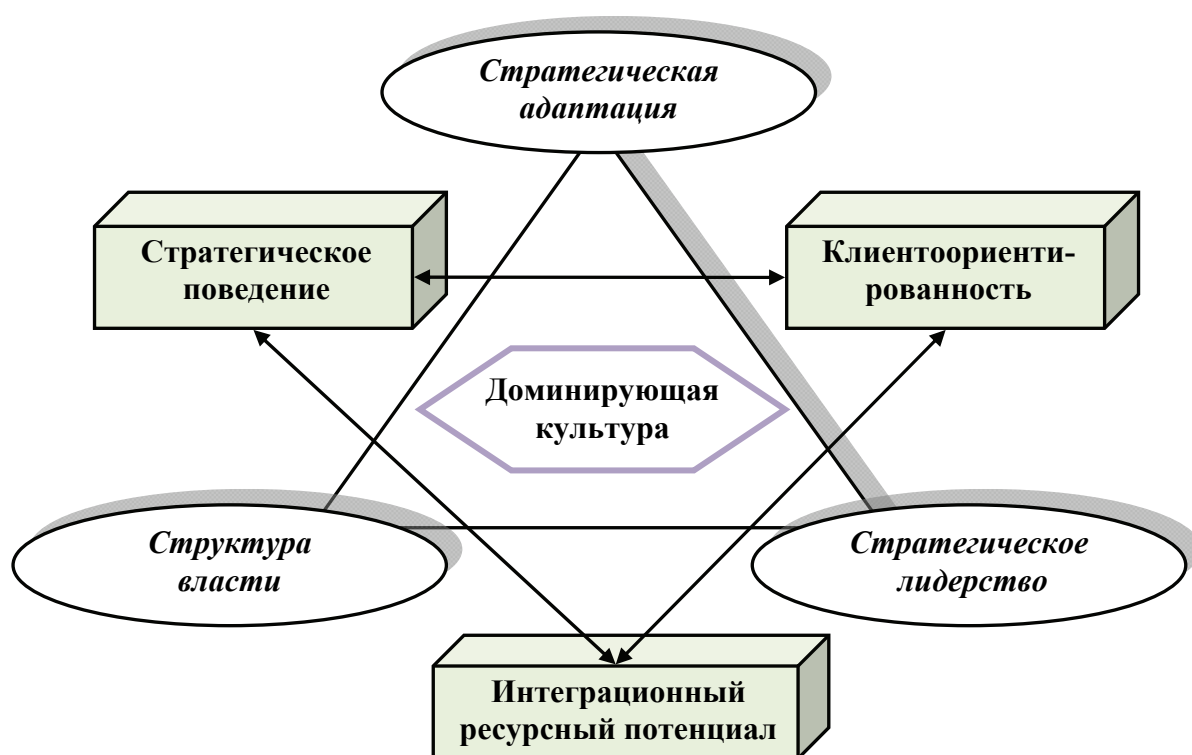 Стратегическая
адаптация
Стратегическое
поведение
Клиентоориенти-
рованность
Доминирующая
культура
Структура
власти
Стратегическое
лидерство
Интеграционный
ресурсный потенциал